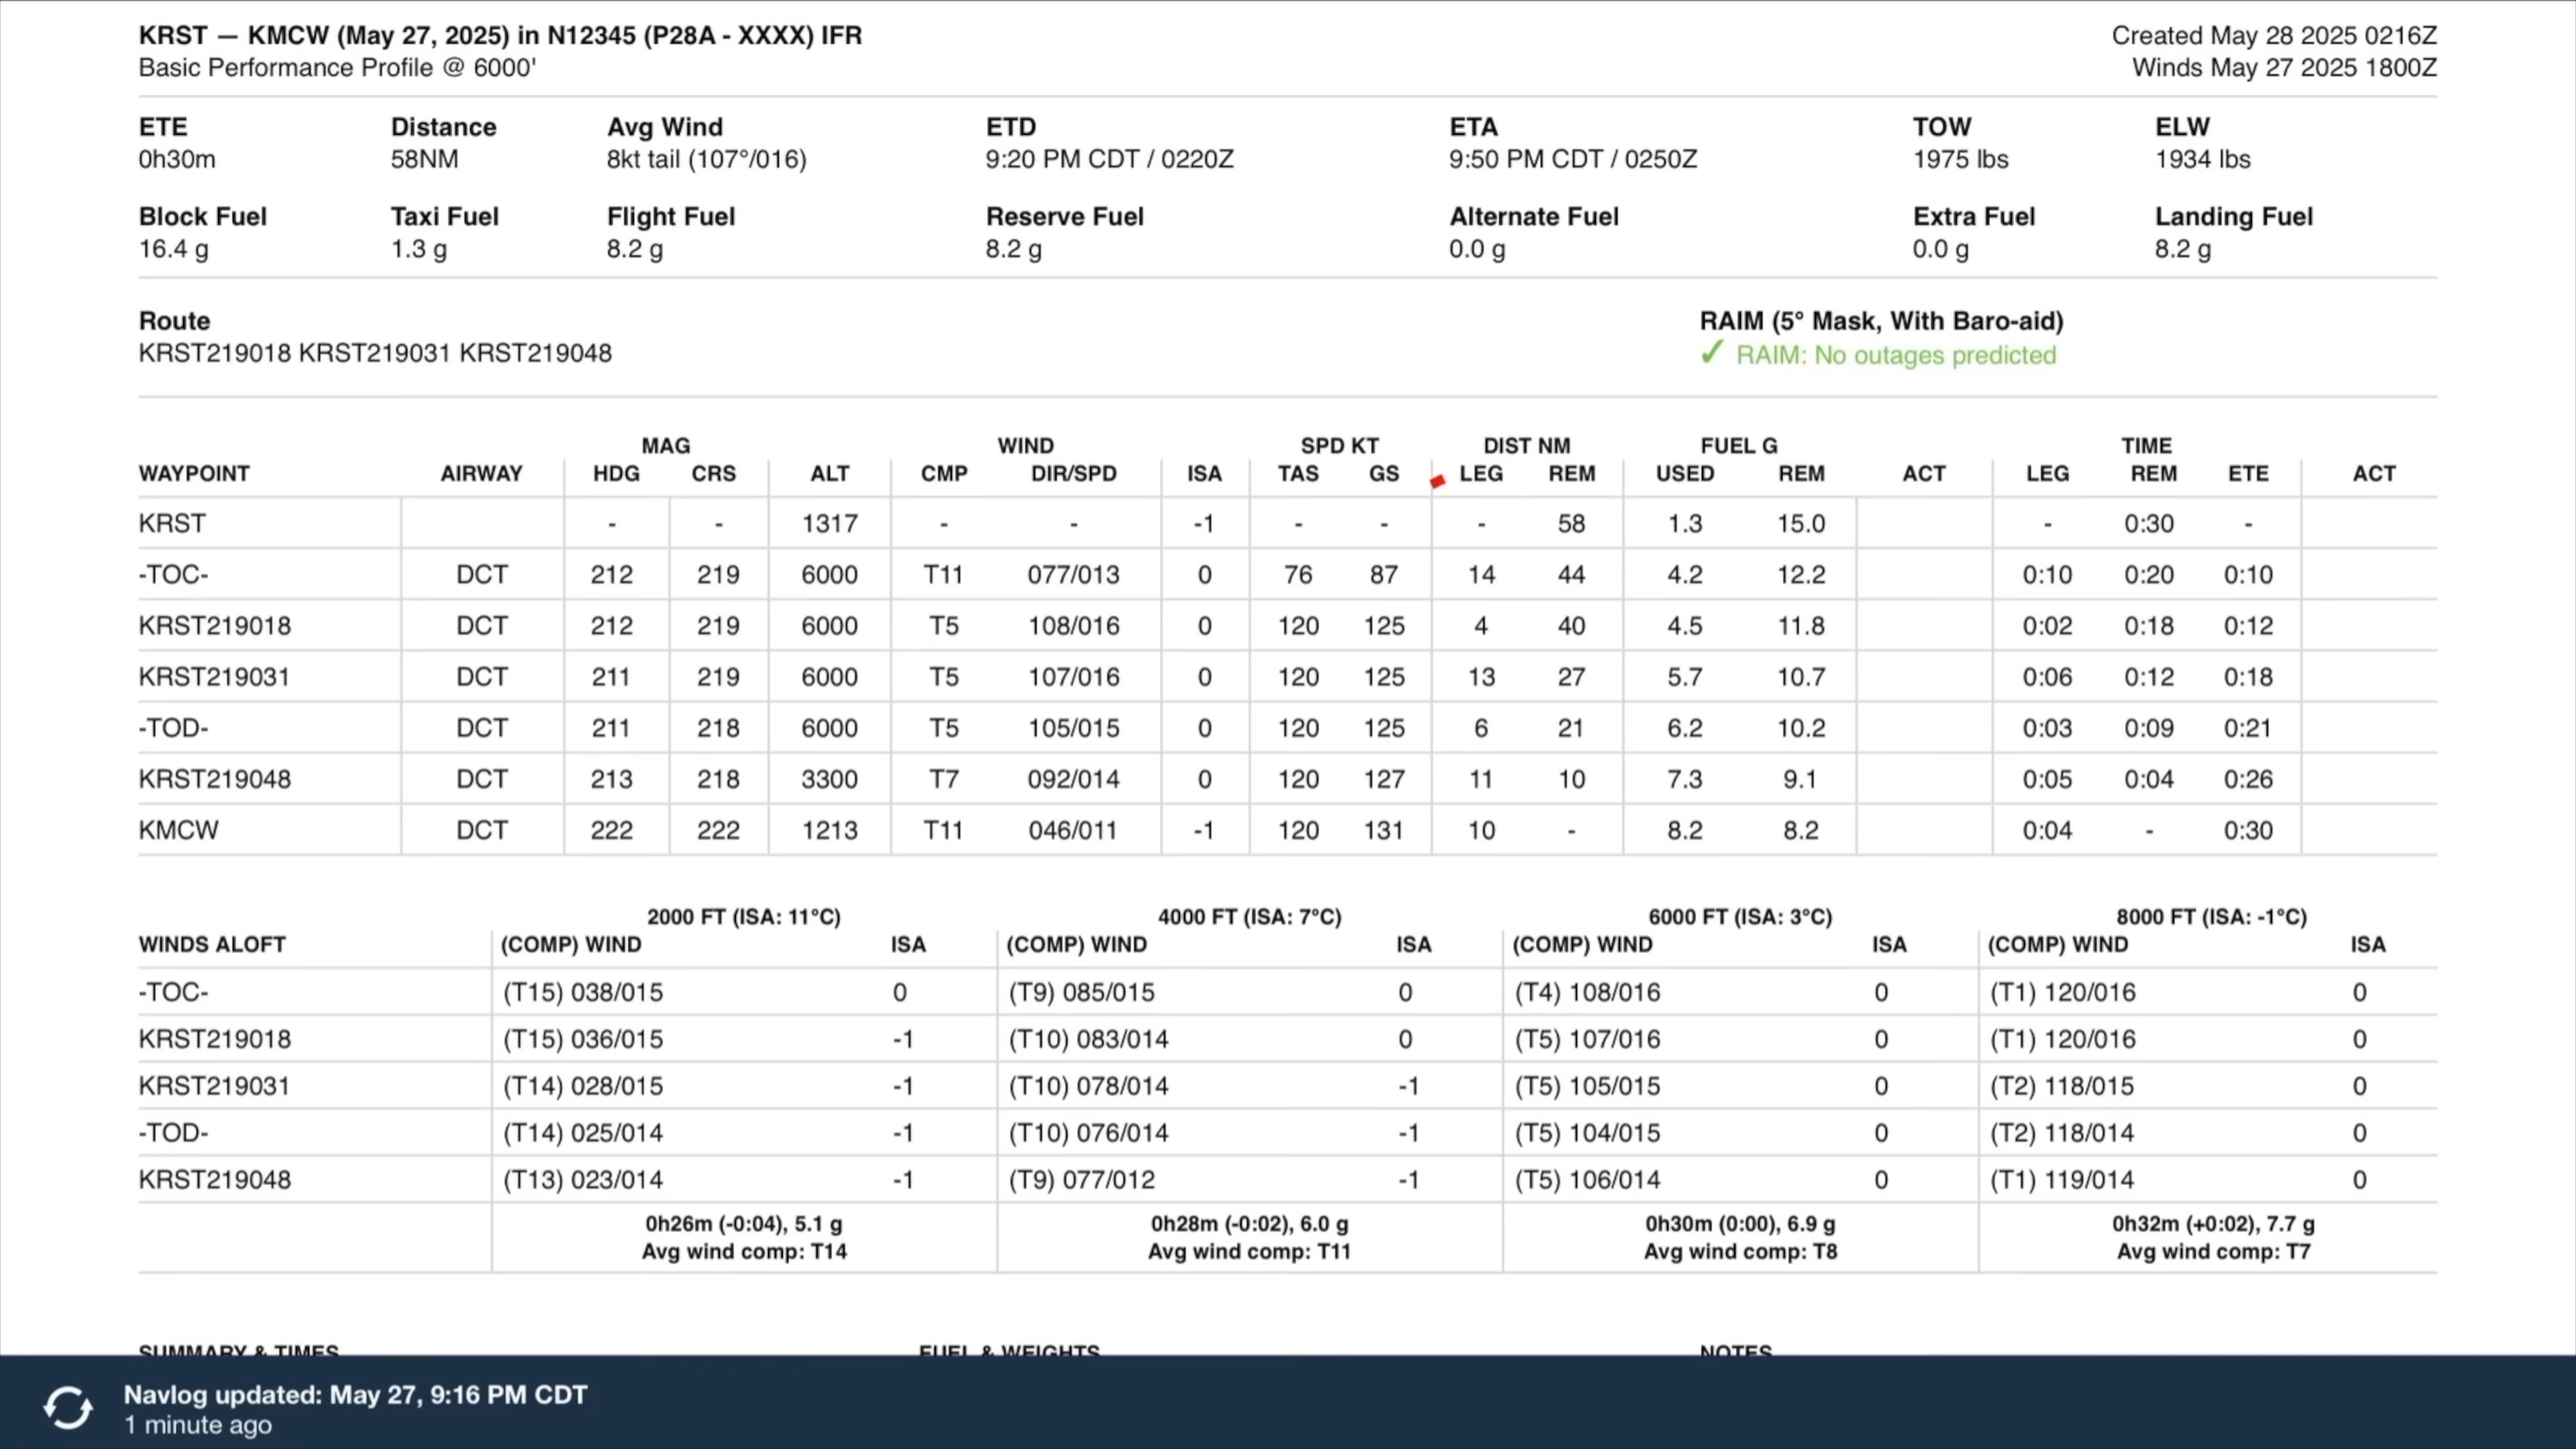 KRST — KMCW (May 27, 2025) in N12345 (P28A - XXXX) IFR
Created May 28 2025 0216Z
Basic Performance Profile @ 6000'
Winds May 27 2025 1800Z
ETE Distance Avg Wind ETD ETA TOW ELW
0h30m 58NM 8kt tail (107°/016) 9:20 PM CDT / 0220Z 9:50 PM CDT / 0250Z 1975 lbs 1934 lbs
Block Fuel Taxi Fuel Flight Fuel Reserve Fuel Alternate Fuel Extra Fuel Landing Fuel
16.4 g 1.3 g 8.2 g 8.2 g 0.0 g 0.0 g 8.2 g
Route RAIM (5° Mask, With Baro-aid)
KRST219018 KRST219031 KRST219048 ✓ RAIM: No outages predicted
MAG WIND SPD KT DIST NM FUEL G TIME
WAYPOINT AIRWAY HDG CRS ALT CMP DIR/SPD ISA TAS GS LEG REM USED REM ACT LEG REM ETE ACT
KRST - - 1317 - - -1 - - - 58 1.3 15.0 - 0:30 -
-TOC- DCT 212 219 6000 T11 077/013 0 76 87 14 44 4.2 12.2 0:10 0:20 0:10
KRST219018 DCT 212 219 6000 T5 108/016 0 120 125 4 40 4.5 11.8 0:02 0:18 0:12
KRST219031 DCT 211 219 6000 T5 107/016 0 120 125 13 27 5.7 10.7 0:06 0:12 0:18
-TOD- DCT 211 218 6000 T5 105/015 0 120 125 6 21 6.2 10.2 0:03 0:09 0:21
KRST219048 DCT 213 218 3300 T7 092/014 0 120 127 11 10 7.3 9.1 0:05 0:04 0:26
KMCW DCT 222 222 1213 T11 046/011 -1 120 131 10 - 8.2 8.2 0:04 - 0:30
2000 FT (ISA: 11°C) 4000 FT (ISA: 7°C) 6000 FT (ISA: 3°C) 8000 FT (ISA: -1°C)
WINDS ALOFT (COMP) WIND ISA (COMP) WIND ISA (COMP) WIND ISA (COMP) WIND ISA
-TOC- (T15) 038/015 0 (T9) 085/015 0 (T4) 108/016 0 (T1) 120/016 0
KRST219018 (T15) 036/015 -1 (T10) 083/014 0 (T5) 107/016 0 (T1) 120/016 0
KRST219031 (T14) 028/015 -1 (T10) 078/014 -1 (T5) 105/015 0 (T2) 118/015 0
-TOD- (T14) 025/014 -1 (T10) 076/014 -1 (T5) 104/015 0 (T2) 118/014 0
KRST219048 (T13) 023/014 -1 (T9) 077/012 -1 (T5) 106/014 0 (T1) 119/014 0
0h26m (-0:04), 5.1 g 0h28m (-0:02), 6.0 g 0h30m (0:00), 6.9 g 0h32m (+0:02), 7.7 g
Avg wind comp: T14 Avg wind comp: T11 Avg wind comp: T8 Avg wind comp: T7
SUMMARY & TIMES FUEL & WEIGHTS NOTES
Navlog updated: May 27, 9:16 PM CDT
1 minute ago